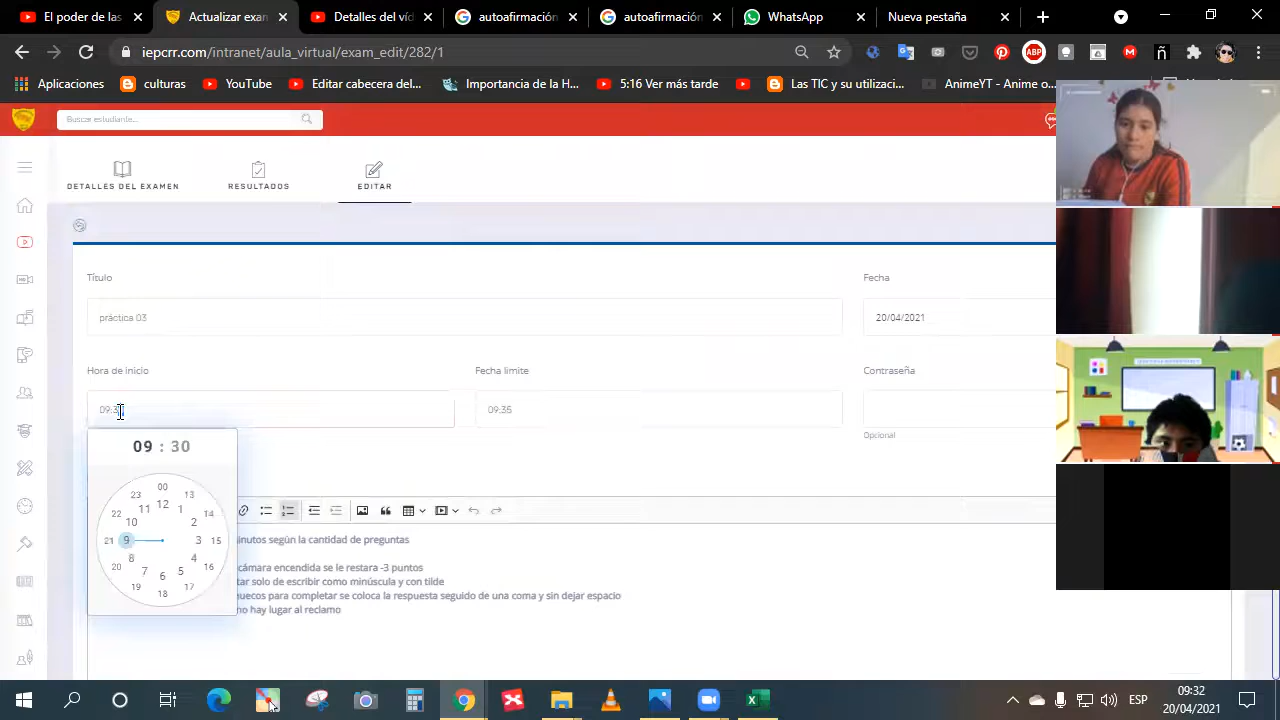 El poder de las
Actualizar exan
Detalles del víd
autoafirmación
autoafirmación
WhatsApp
Nueva pestaña
iepcrr.com/intranet/aula_virtual/exam_edit/282/1
Aplicaciones
culturas
YouTube
Editar cabecera del...
Importancia de la H...
5:16 Ver más tarde
Las TIC y su utilizaci...
AnimeYT - Anime o...
Buscar estudiante...
DETALLES DEL EXAMEN
RESULTADOS
EDITAR
Título
Fecha
práctica 03
20/04/2021
Hora de inicio
Fecha limite
Contraseña
09:35
Opcional
09 : 30
00
23
13
12
22
11
1
14
10
2
21
9
3
15
8
4
20
7
5
16
6
19
17
18
inutos según la cantidad de preguntas
cámara encendida se le restara -3 puntos
tar solo de escribir como minúscula y con tilde
huecos para completar se coloca la respuesta seguido de una coma y sin dejar espacio
no hay lugar al reclamo
ESP
09:32
20/04/2021